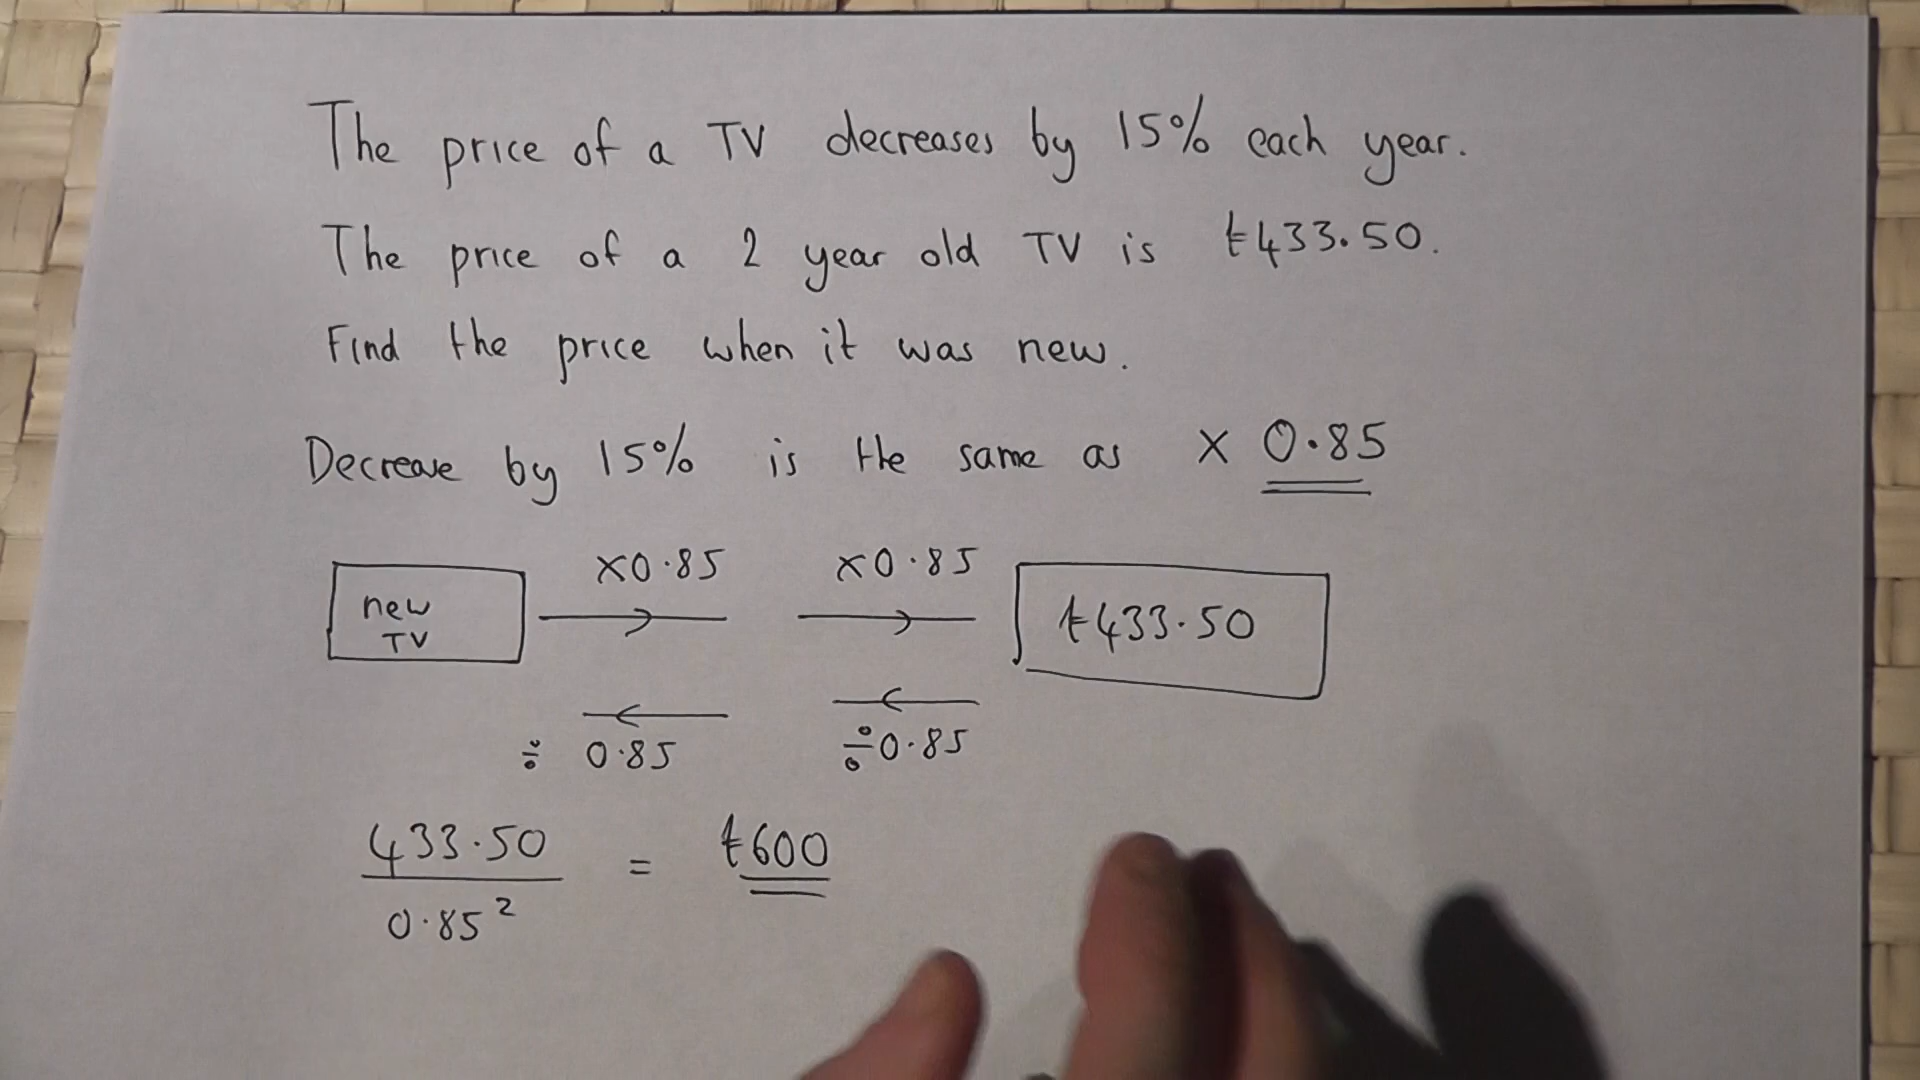 The price of a TV decreases by 15% each year.
The price of a 2 year old TV is £433.50.
Find the price when it was new.
Decrease by 15% is the same as × 0.85
×0.85 ×0.85
new
TV
£433.50
÷ 0.85 ÷0.85
433.50
0.85²
= £600